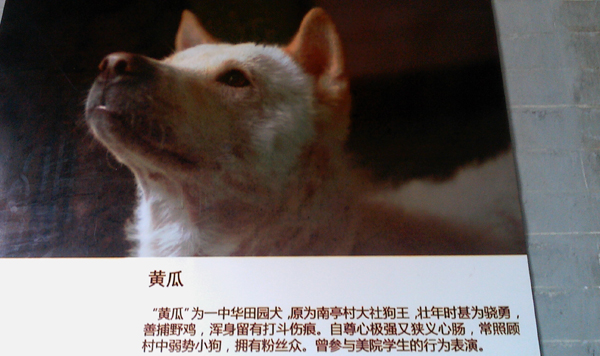 黄瓜
“黄瓜”为一中华田园犬，原为南亭村大社狗王，壮年时甚为骁勇，
善捕野鸡，浑身留有打斗伤痕。自尊心极强又狭义心肠，常照顾
村中弱势小狗，拥有粉丝众。曾参与美院学生的行为表演。